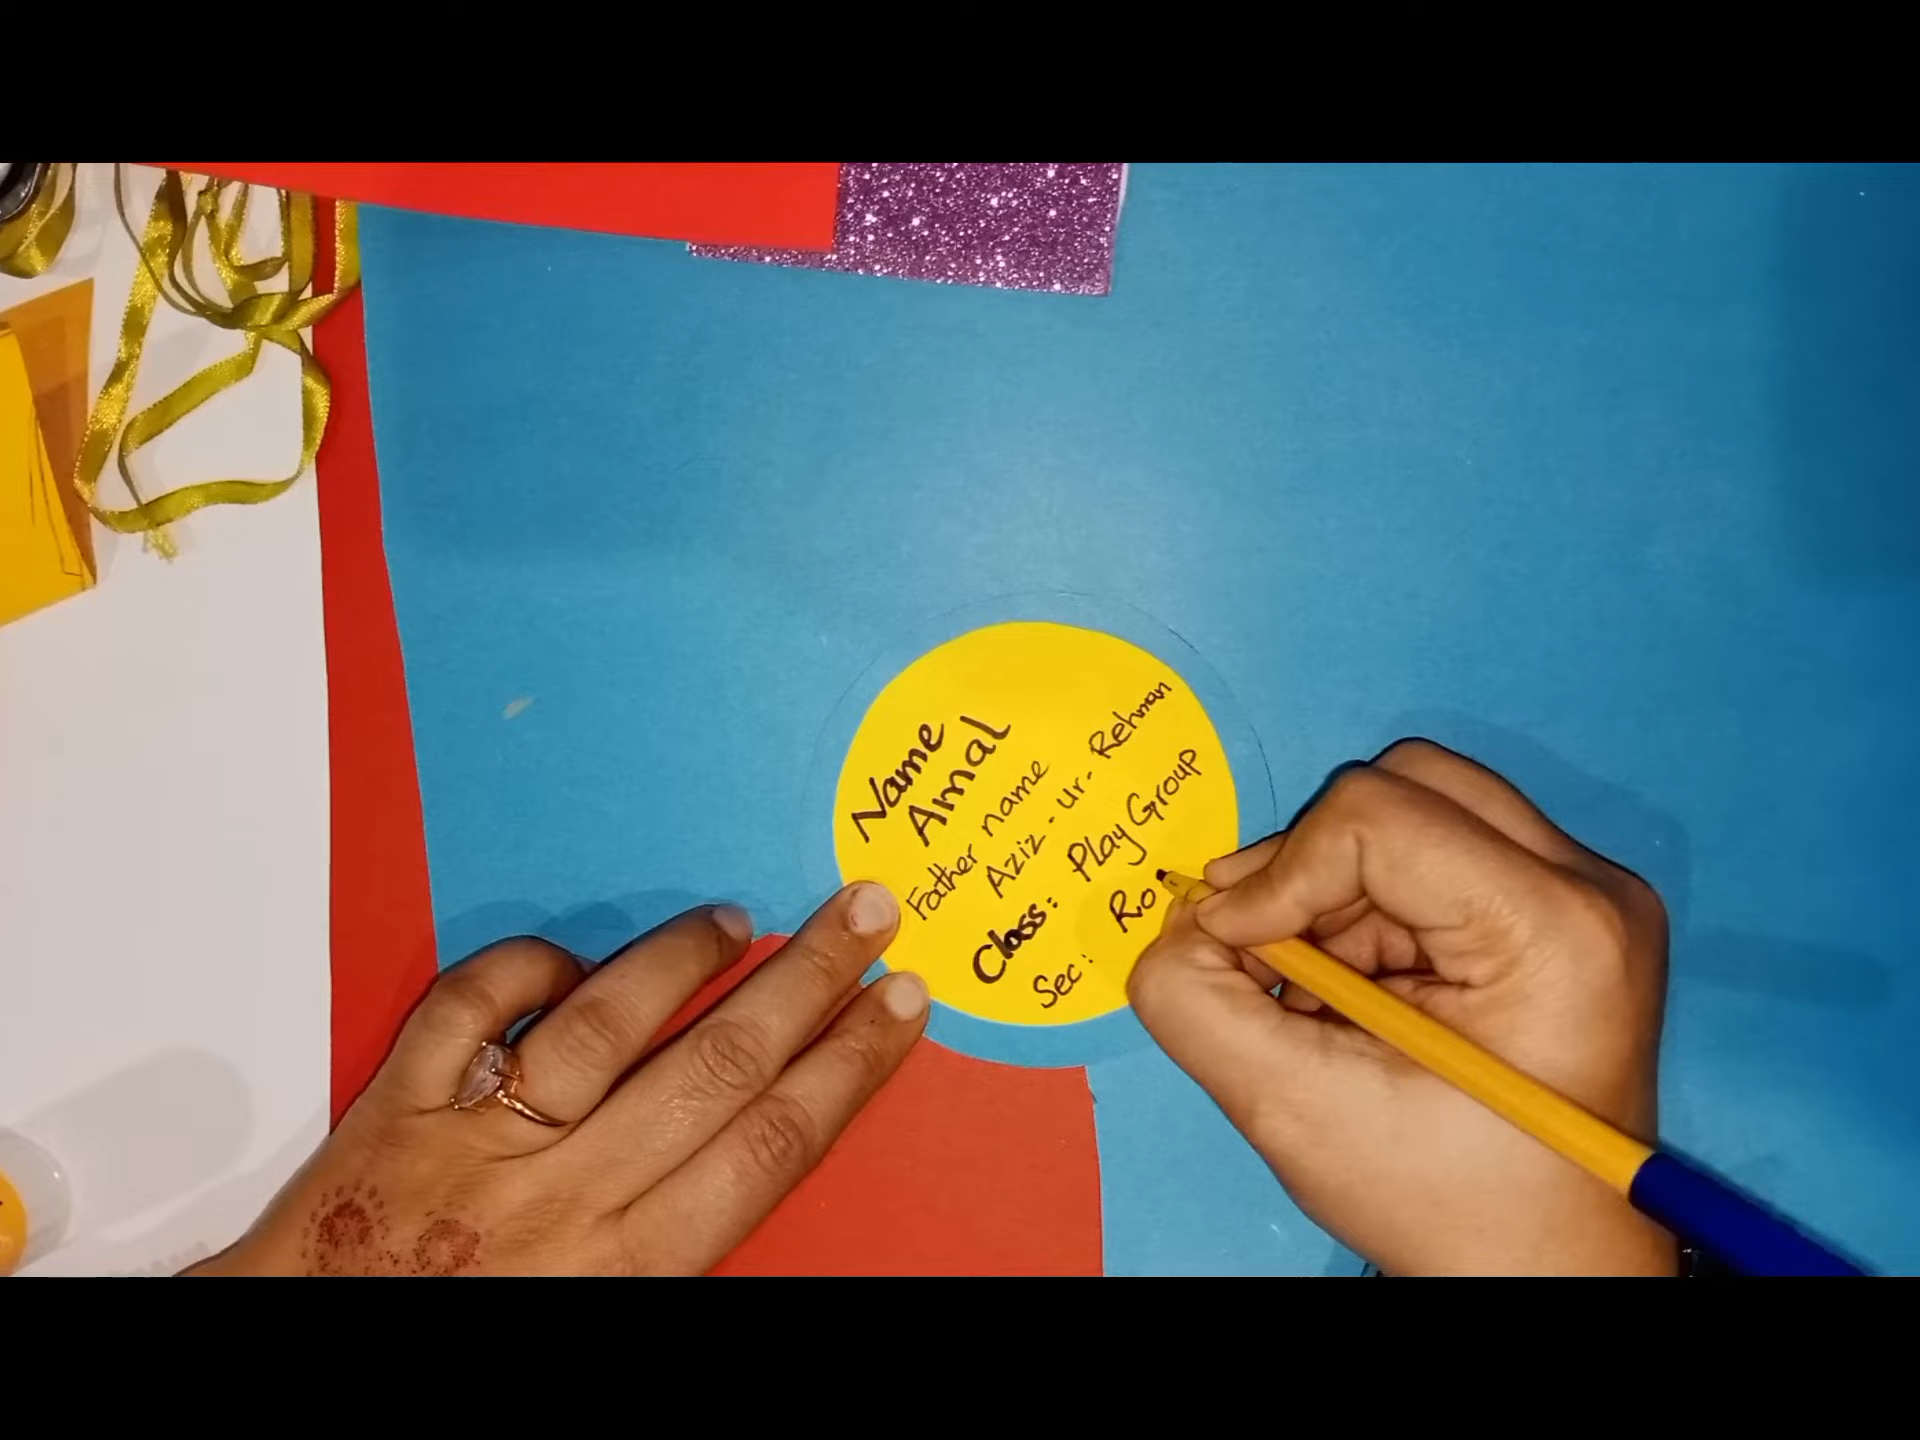 Name
Amal
Father name
Aziz-ur-Rehman
Class: Play Group
Sec: Ro